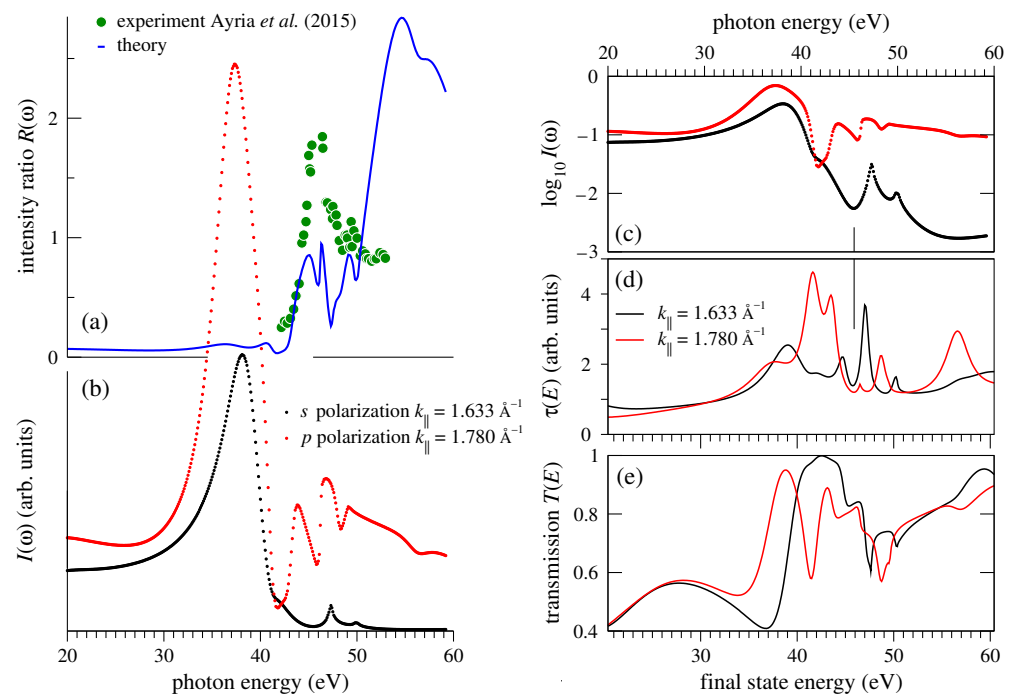 experiment Ayria et al. (2015)
theory
intensity ratio R(ω)
2
1
0
(a)
(b)
s polarization k|| = 1.633 Å⁻¹
p polarization k|| = 1.780 Å⁻¹
I(ω) (arb. units)
20 30 40 50 60
photon energy (eV)
photon energy (eV)
20 30 40 50 60
log₁₀ I(ω)
0
−1
−2
−3
(c)
τ(E) (arb. units)
4
2
0
(d)
k|| = 1.633 Å⁻¹
k|| = 1.780 Å⁻¹
transmission T(E)
1
0.8
0.6
0.4
(e)
30 40 50 60
final state energy (eV)